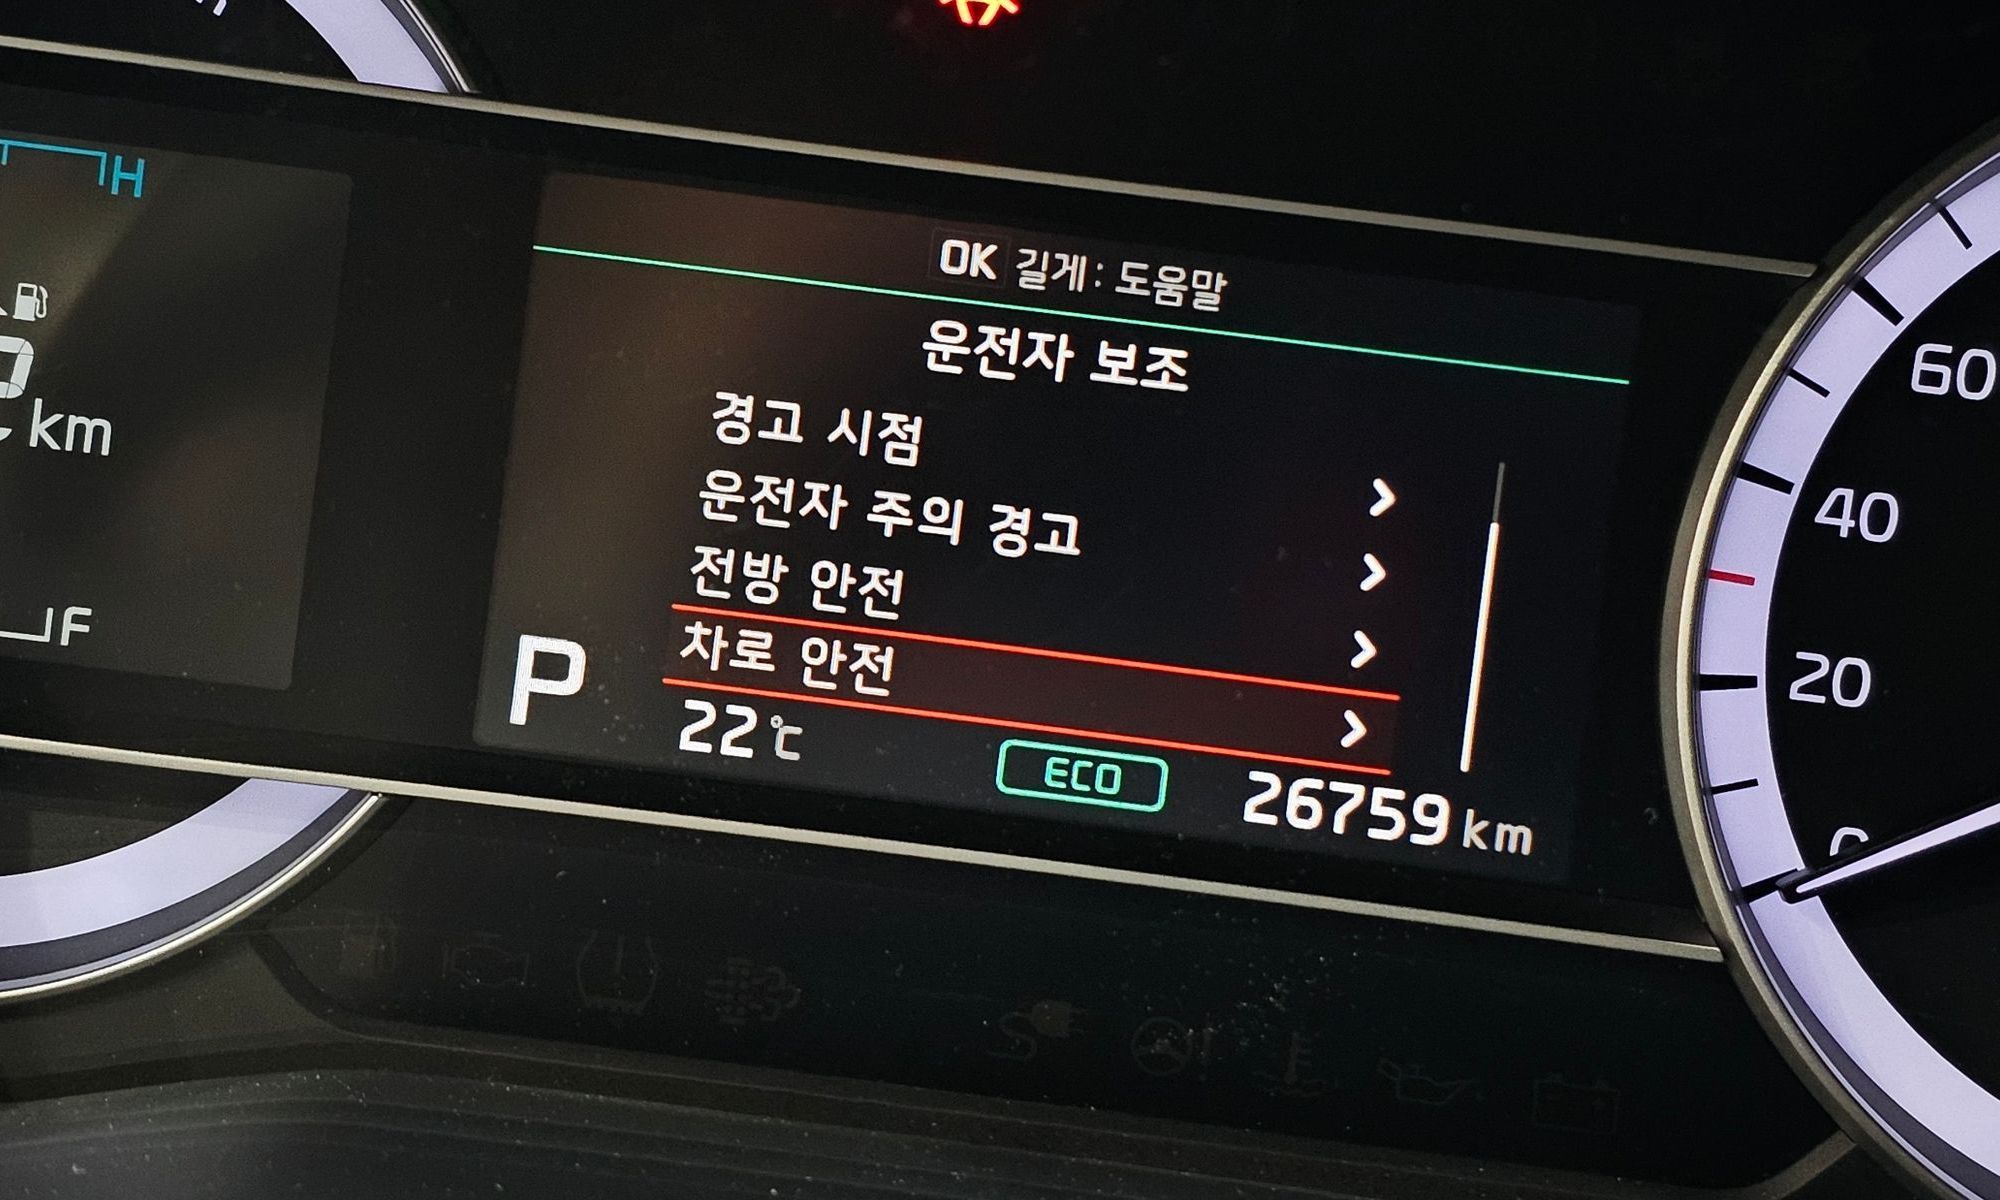 H
km
F
OK 길게: 도움말
운전자 보조
경고 시점
운전자 주의 경고
전방 안전
차로 안전
P
22℃
ECO
26759 km
60
40
20
0